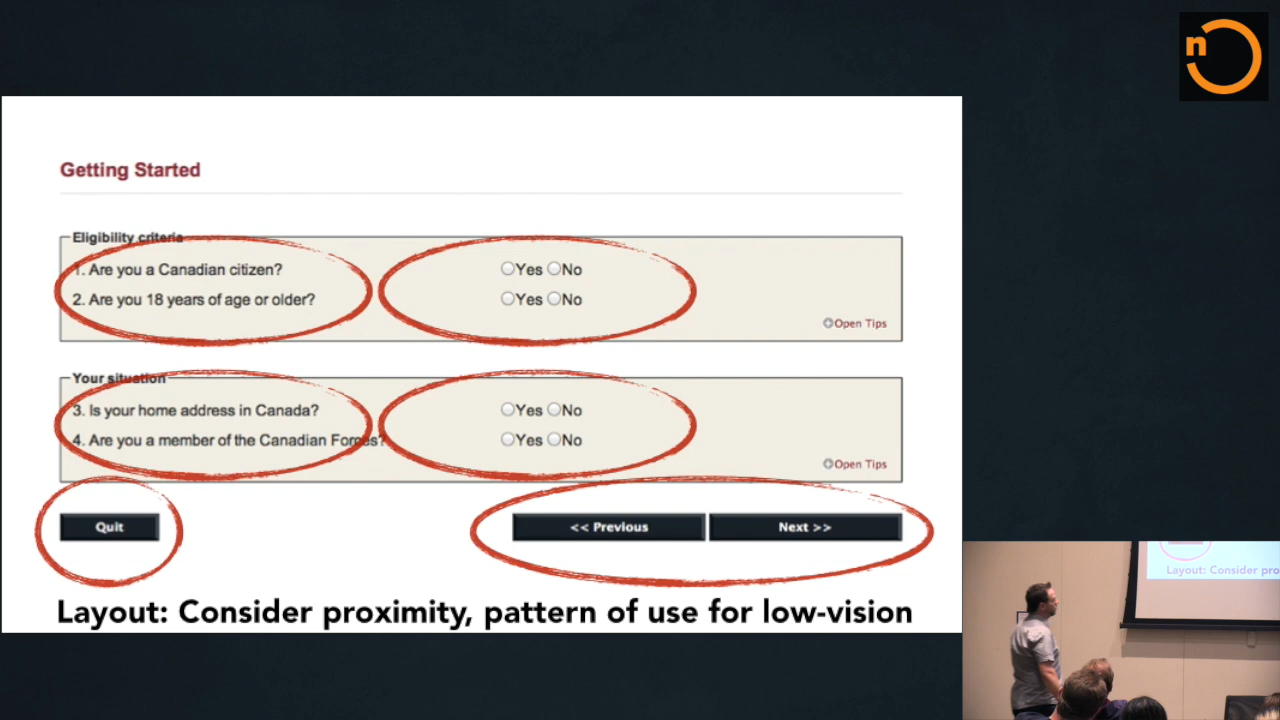 n
Getting Started
Eligibility criteria
1. Are you a Canadian citizen? Yes No
2. Are you 18 years of age or older? Yes No
Open Tips
Your situation
3. Is your home address in Canada? Yes No
4. Are you a member of the Canadian Forces? Yes No
Open Tips
Quit << Previous Next >>
Layout: Consider proximity, pattern of use for low-vision
Layout: Consider pro